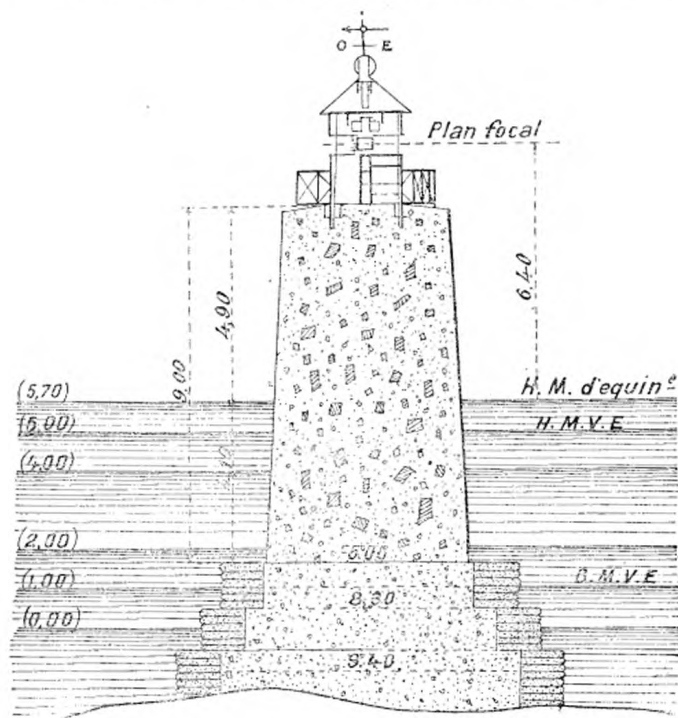 O E
Plan focal
9,00
4,90
6,40
(5,70)
H. M. d'equin.e
(5,00)
H. M. V. E
(4,00)
(2,00)
6.00
(1,00)
B. M. V. E
8,30
(0,00)
9.40